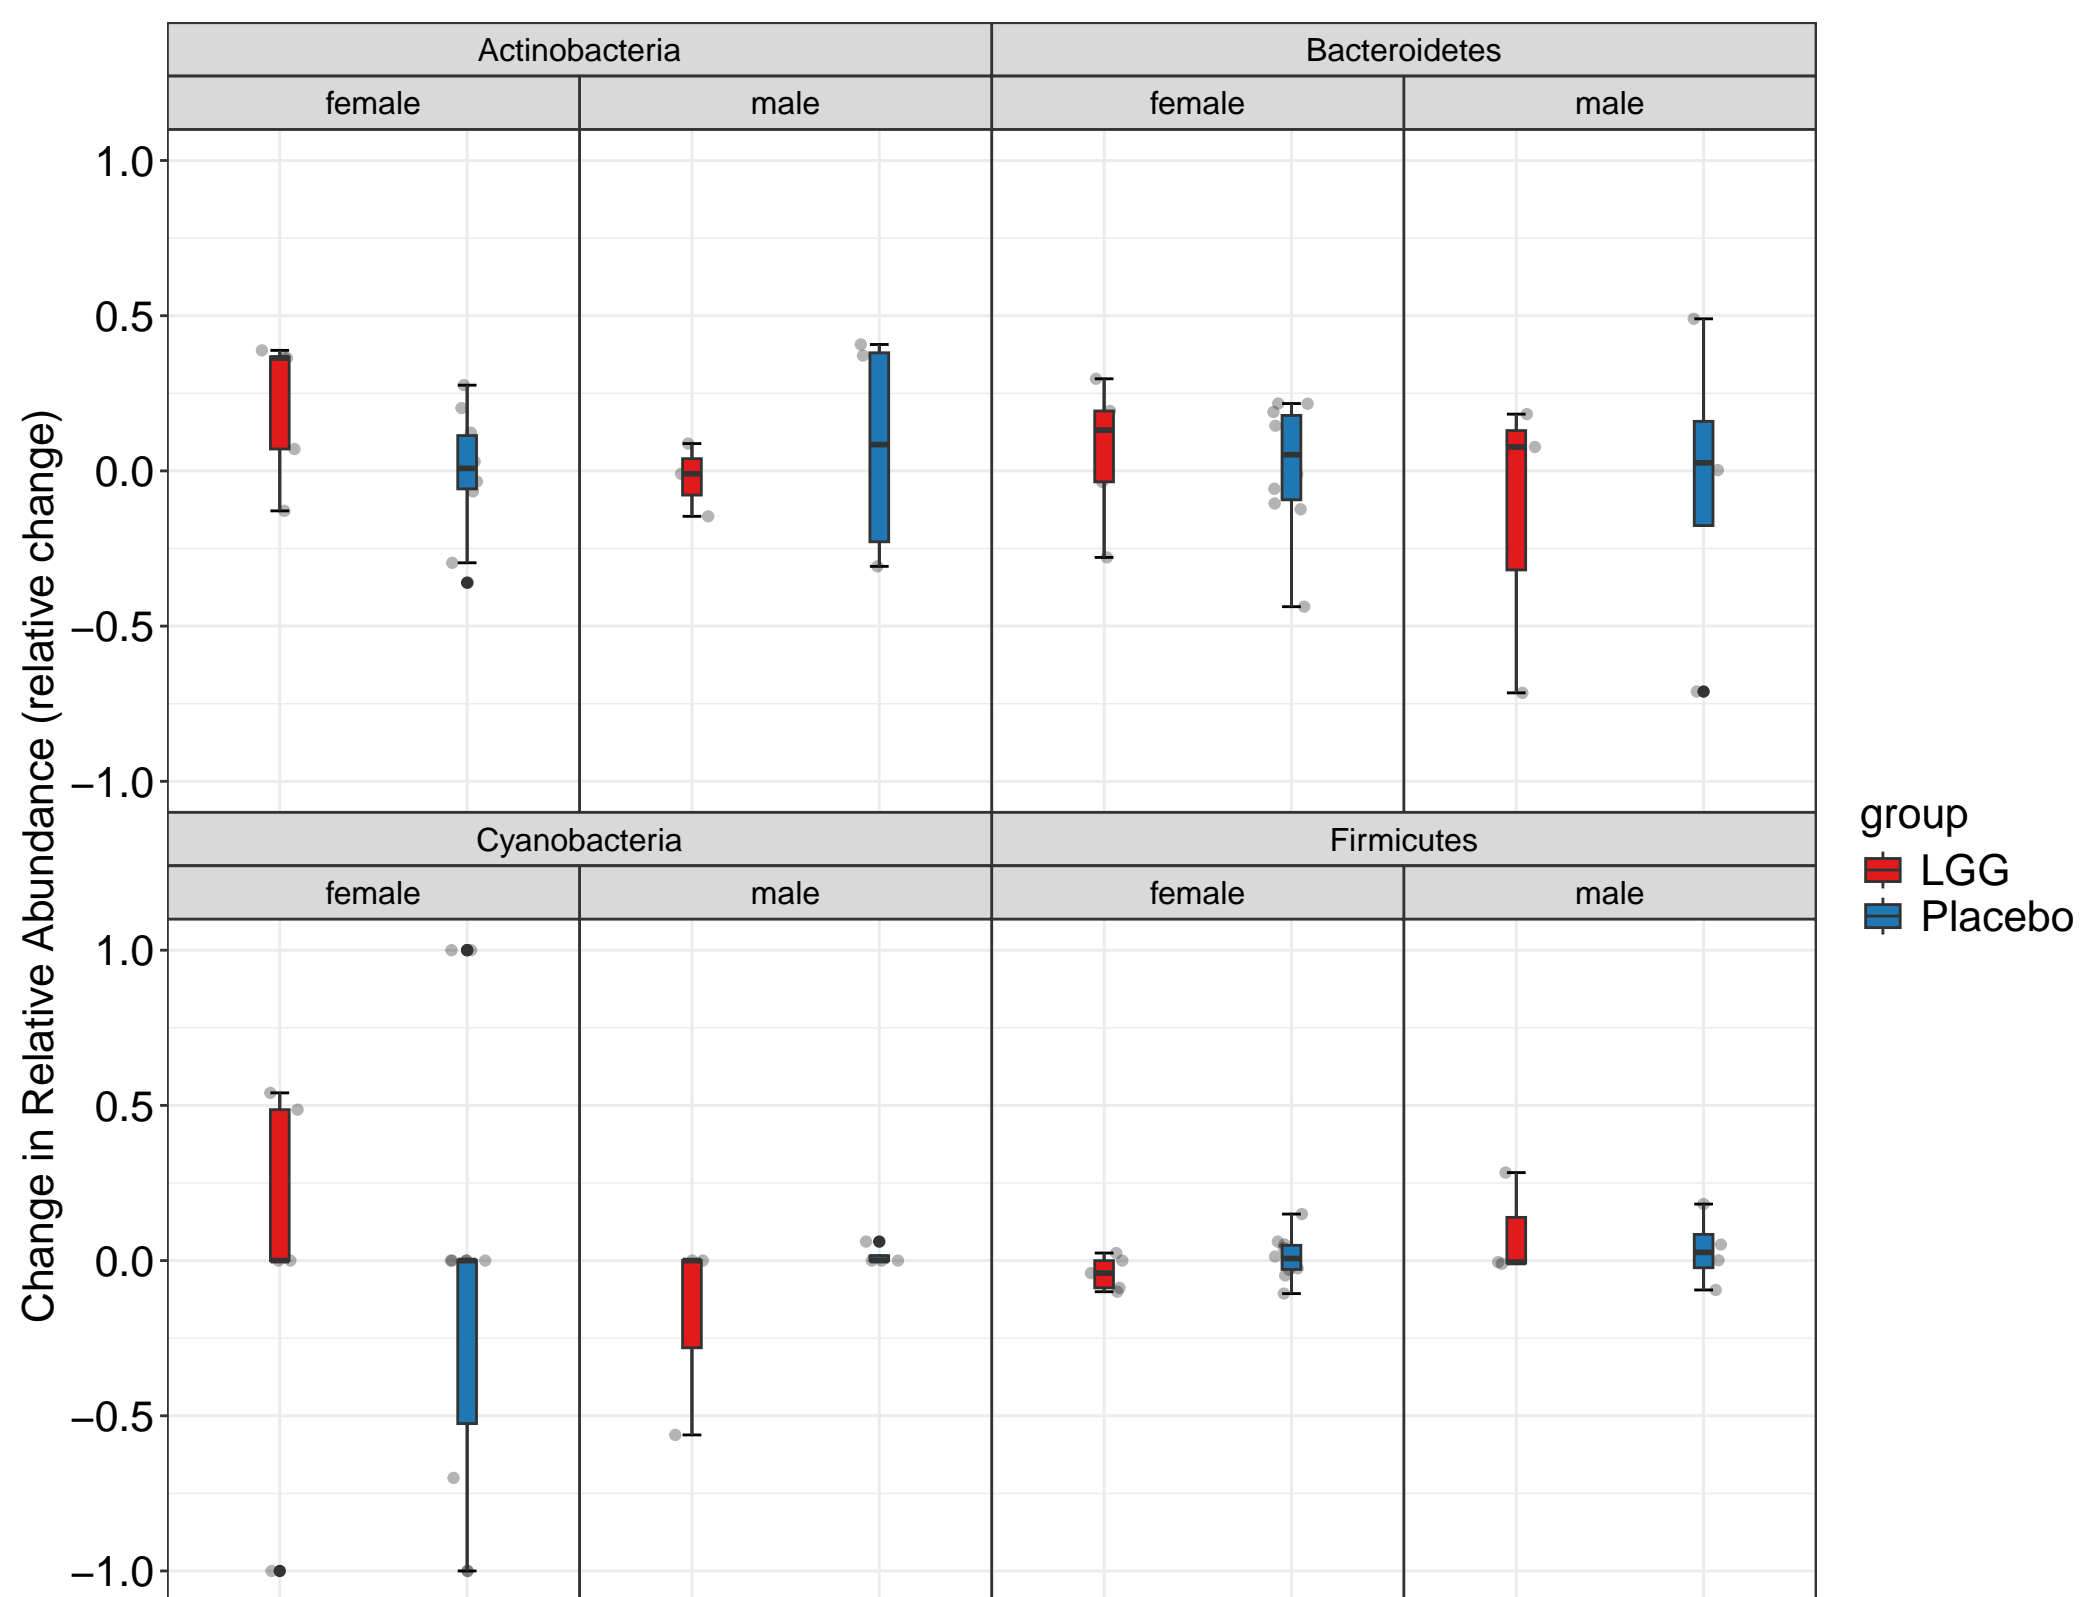 Actinobacteria
Bacteroidetes
female
male
female
male
1.0
0.5
0.0
−0.5
−1.0
Cyanobacteria
Firmicutes
female
male
female
male
1.0
0.5
0.0
−0.5
−1.0
Change in Relative Abundance (relative change)
group
LGG
Placebo